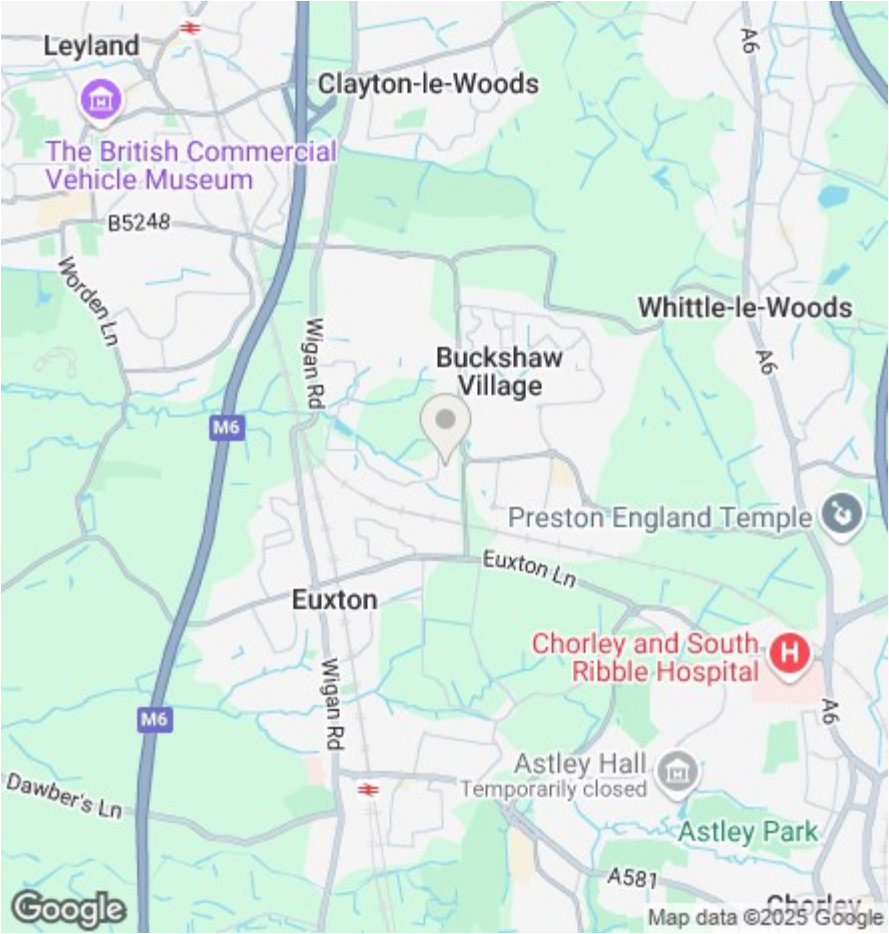 Leyland
A6
Clayton-le-Woods
The British Commercial
Vehicle Museum
B5248
Worden Ln
Whittle-le-Woods
Wigan Rd
Buckshaw
Village
A6
M6
Preston England Temple
Euxton Ln
Euxton
Chorley and South
Ribble Hospital
H
Wigan Rd
A6
M6
Astley Hall
Temporarily closed
Dawber's Ln
Astley Park
A581
Chorley
Google
Map data ©2025 Google